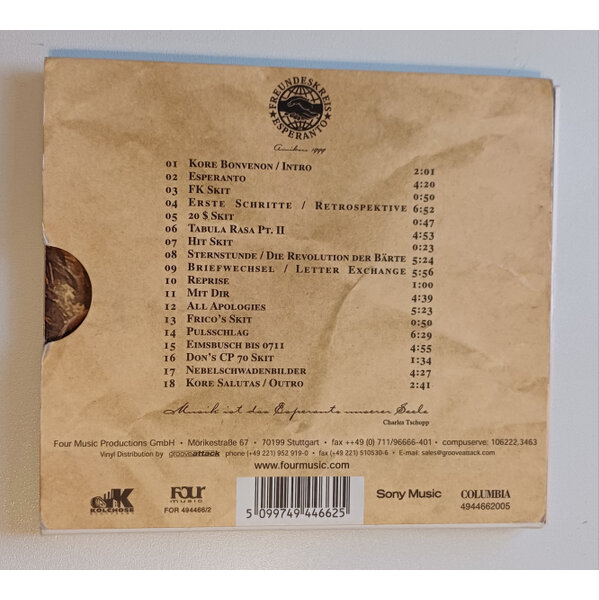 FREUNDESKREIS
ESPERANTO
Amikeco 1999
01 KORE BONVENON / INTRO 2:01
02 ESPERANTO 4:20
03 FK SKIT 0:50
04 ERSTE SCHRITTE / RETROSPEKTIVE 6:52
05 20 $ SKIT 0:47
06 TABULA RASA PT. II 4:53
07 HIT SKIT 0:23
08 STERNSTUNDE / DIE REVOLUTION DER BÄRTE 5:24
09 BRIEFWECHSEL / LETTER EXCHANGE 5:56
10 REPRISE 1:00
11 MIT DIR 4:39
12 ALL APOLOGIES 5:23
13 FRICO'S SKIT 0:50
14 PULSSCHLAG 6:29
15 EIMSBUSCH BIS 0711 4:55
16 DON'S CP 70 SKIT 1:34
17 NEBELSCHWADENBILDER 4:27
18 KORE SALUTAS / OUTRO 2:41
Musik ist das Esperanto unserer Seele
Charles Tschopp
Four Music Productions GmbH • Mörikestraße 67 • 70199 Stuttgart • fax ++49 (0) 711/96666-401 • compuserve: 106222,3463
Vinyl Distribution by grooveattack phone (+49 221) 952 919-0 • fax (+49 221) 510530-6 • E-mail: sales@grooveattack.com
www.fourmusic.com
KOLCHOSE
FOUR
MUSIC
FOR 494466/2
5 099749 446625
Sony Music
COLUMBIA
4944662005